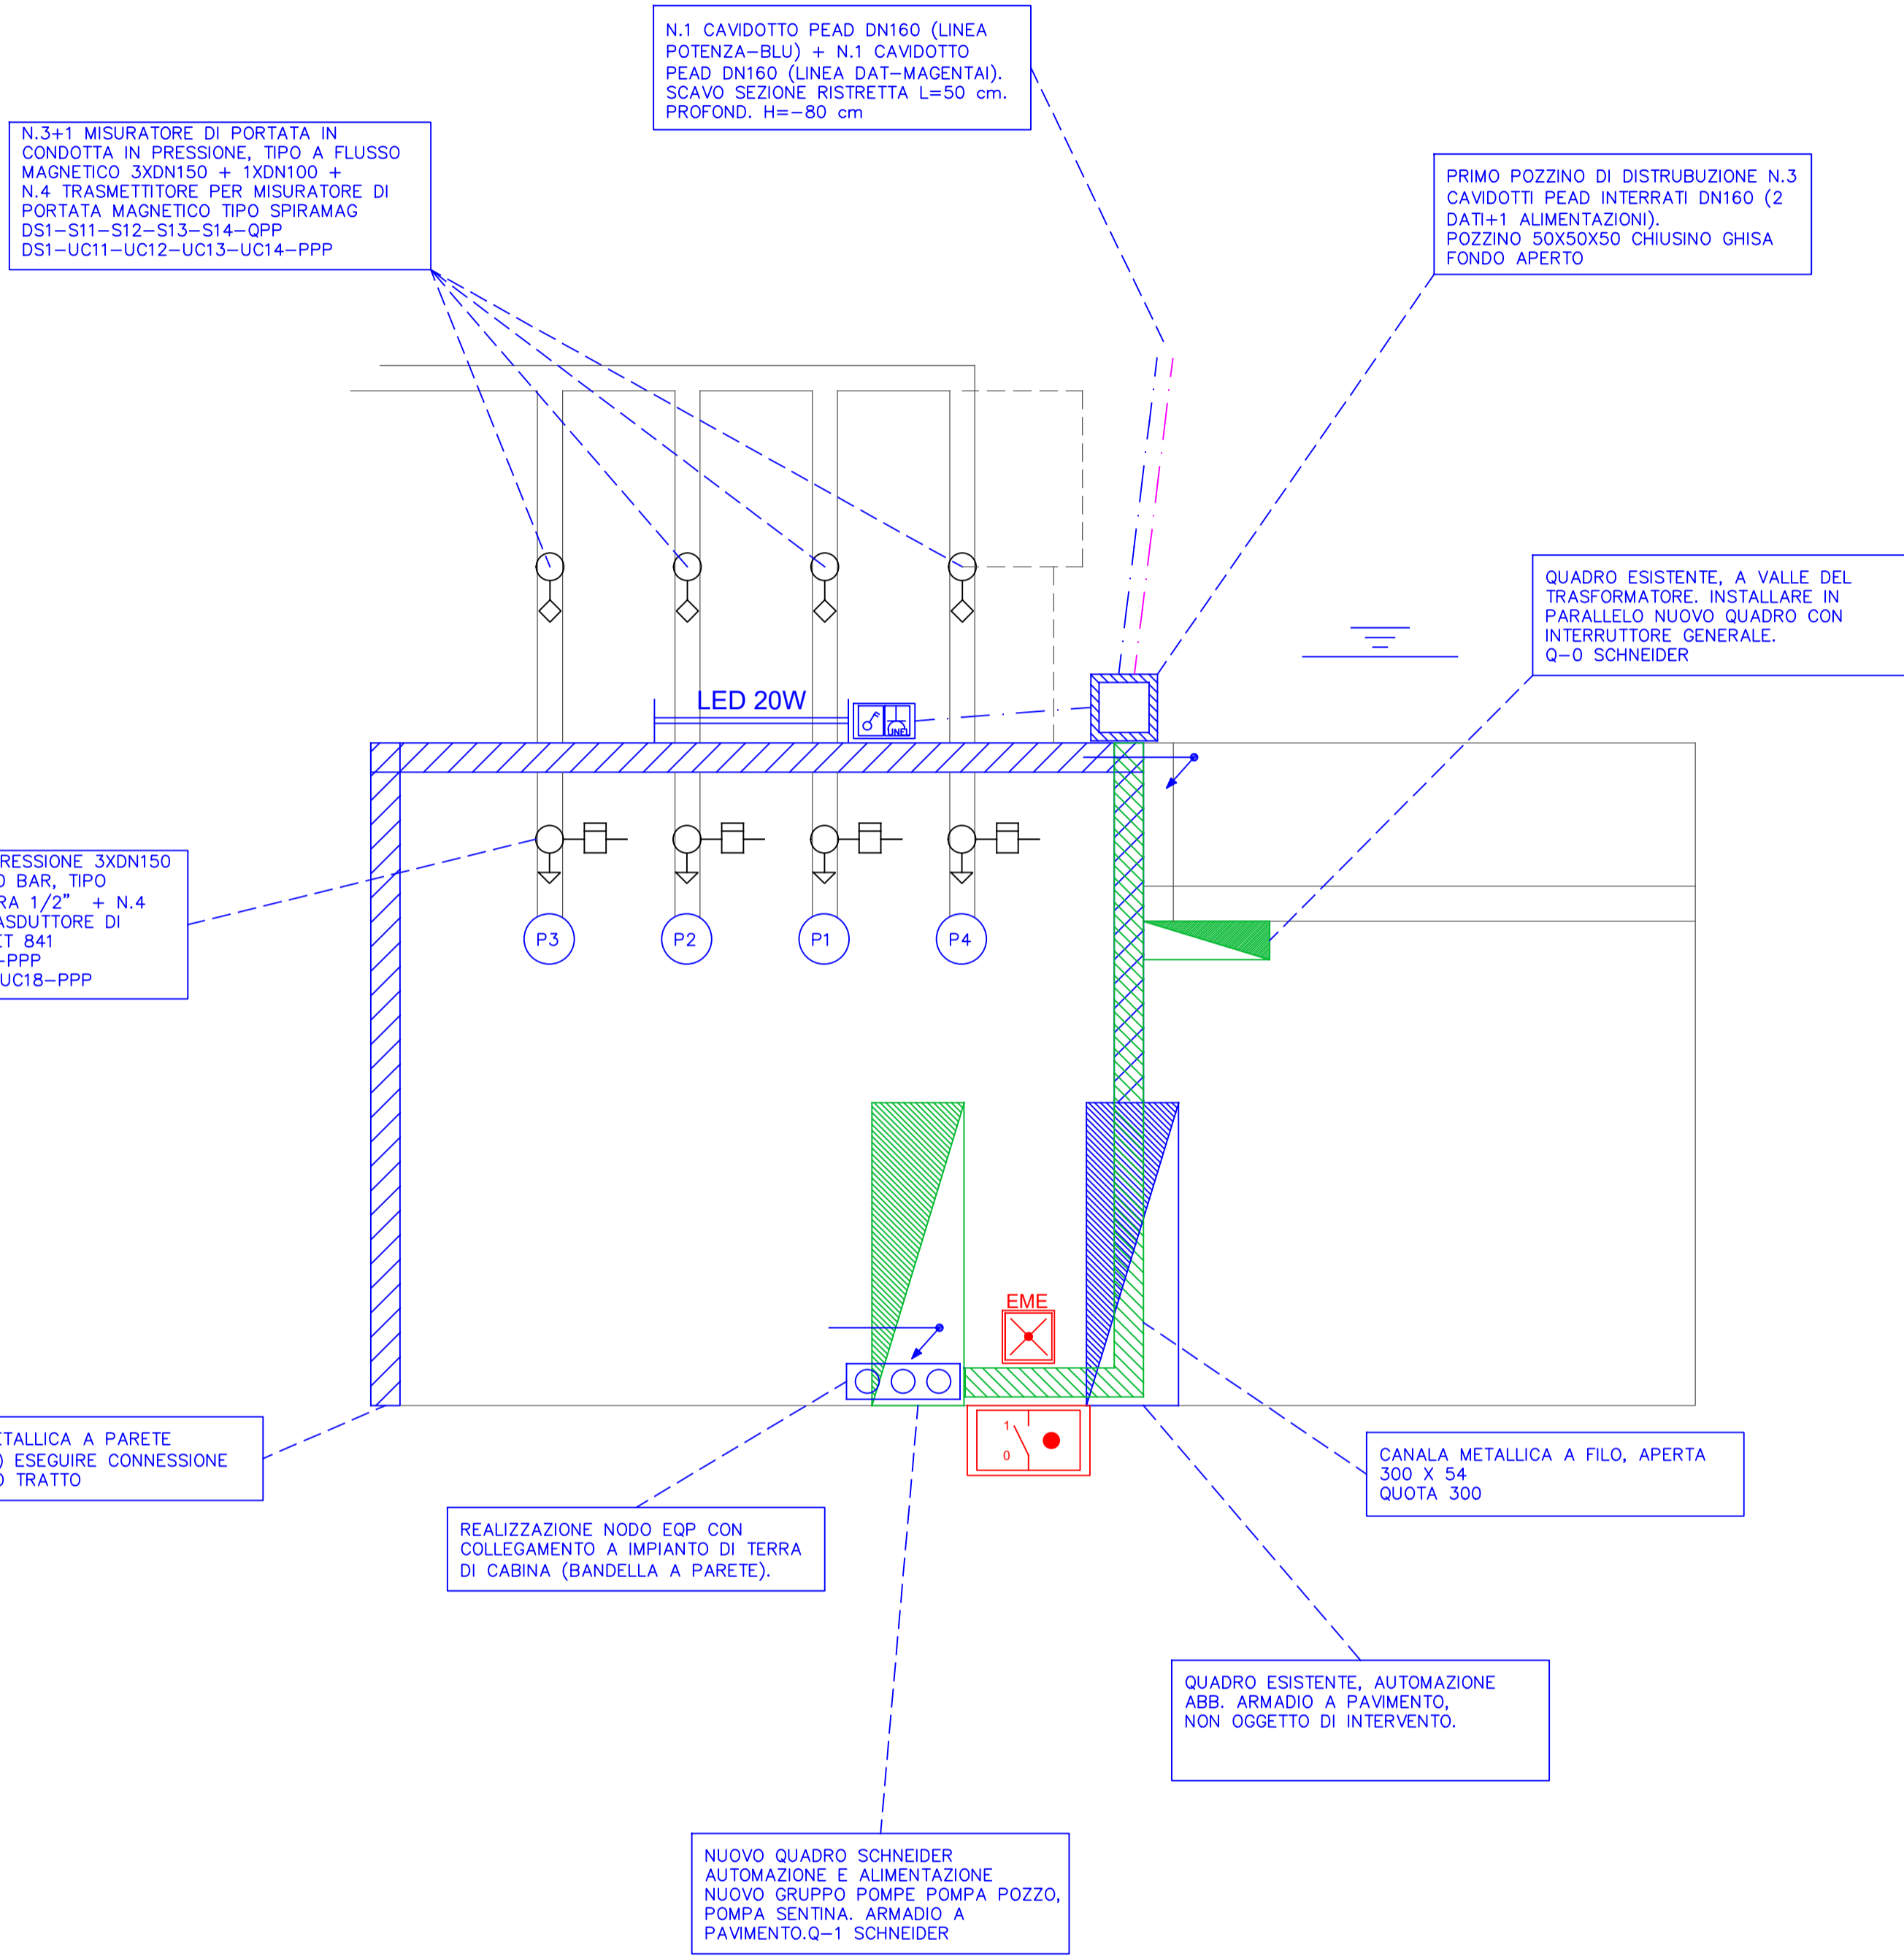 N.1 CAVIDOTTO PEAD DN160 (LINEA
POTENZA-BLU) + N.1 CAVIDOTTO
PEAD DN160 (LINEA DAT-MAGENTAI).
SCAVO SEZIONE RISTRETTA L=50 cm.
PROFOND. H=-80 cm
N.3+1 MISURATORE DI PORTATA IN
CONDOTTA IN PRESSIONE, TIPO A FLUSSO
MAGNETICO 3XDN150 + 1XDN100 +
N.4 TRASMETTITORE PER MISURATORE DI
PORTATA MAGNETICO TIPO SPIRAMAG
DS1-S11-S12-S13-S14-QPP
DS1-UC11-UC12-UC13-UC14-PPP
PRIMO POZZINO DI DISTRUBUZIONE N.3
CAVIDOTTI PEAD INTERRATI DN160 (2
DATI+1 ALIMENTAZIONI).
POZZINO 50X50X50 CHIUSINO GHISA
FONDO APERTO
QUADRO ESISTENTE, A VALLE DEL
TRASFORMATORE. INSTALLARE IN
PARALLELO NUOVO QUADRO CON
INTERRUTTORE GENERALE.
Q-0 SCHNEIDER
LED 20W
UNEL
RESSIONE 3XDN150
0 BAR, TIPO
RA 1/2" + N.4
ASDUTTORE DI
ET 841
-PPP
UC18-PPP
P3
P2
P1
P4
EME
1
0
ETALLICA A PARETE
) ESEGUIRE CONNESSIONE
O TRATTO
CANALA METALLICA A FILO, APERTA
300 X 54
QUOTA 300
REALIZZAZIONE NODO EQP CON
COLLEGAMENTO A IMPIANTO DI TERRA
DI CABINA (BANDELLA A PARETE).
QUADRO ESISTENTE, AUTOMAZIONE
ABB. ARMADIO A PAVIMENTO,
NON OGGETTO DI INTERVENTO.
NUOVO QUADRO SCHNEIDER
AUTOMAZIONE E ALIMENTAZIONE
NUOVO GRUPPO POMPE POMPA POZZO,
POMPA SENTINA. ARMADIO A
PAVIMENTO.Q-1 SCHNEIDER